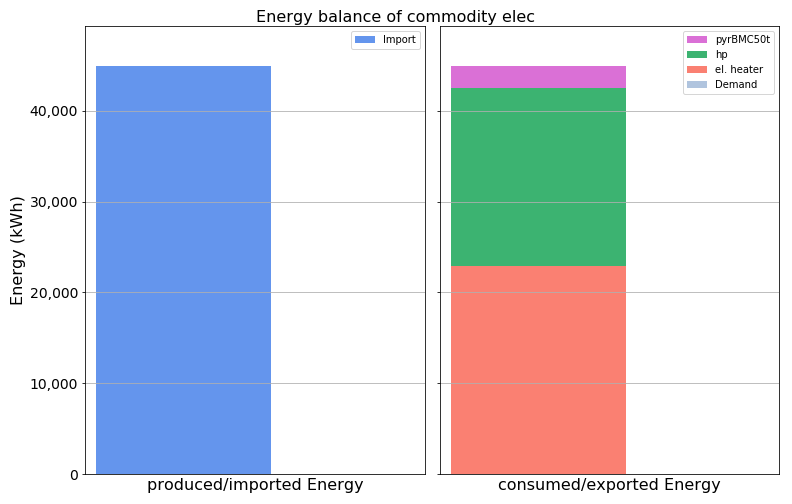 Energy balance of commodity elec
Import
pyrBMC50t
hp
el. heater
Demand
Energy (kWh)
40,000
30,000
20,000
10,000
0
produced/imported Energy
consumed/exported Energy